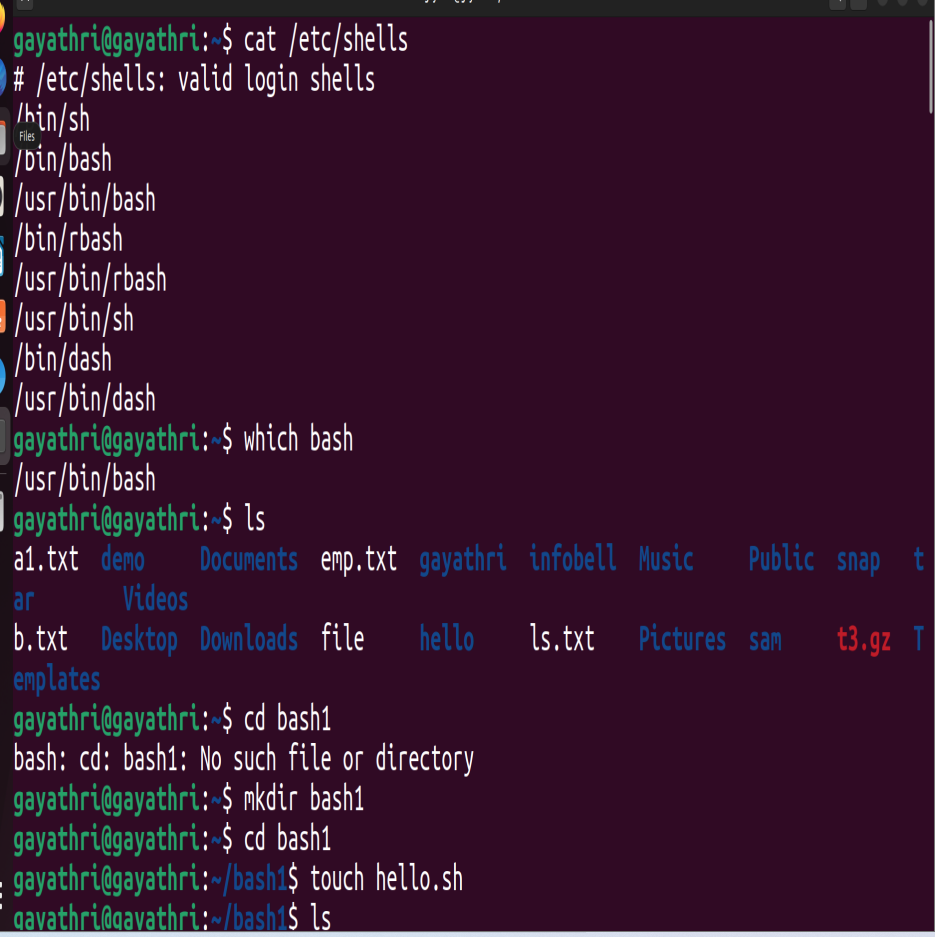 gayathri@gayathri:~$ cat /etc/shells
# /etc/shells: valid login shells
/bin/sh
Files
/bin/bash
/usr/bin/bash
/bin/rbash
/usr/bin/rbash
/usr/bin/sh
/bin/dash
/usr/bin/dash
gayathri@gayathri:~$ which bash
/usr/bin/bash
gayathri@gayathri:~$ ls
a1.txt  demo     Documents  emp.txt  gayathri  infobell  Music     Public  snap   t
ar        Videos
b.txt   Desktop  Downloads  file     hello     ls.txt    Pictures  sam     t3.gz  T
emplates
gayathri@gayathri:~$ cd bash1
bash: cd: bash1: No such file or directory
gayathri@gayathri:~$ mkdir bash1
gayathri@gayathri:~$ cd bash1
gayathri@gayathri:~/bash1$ touch hello.sh
gayathri@gayathri:~/bash1$ ls